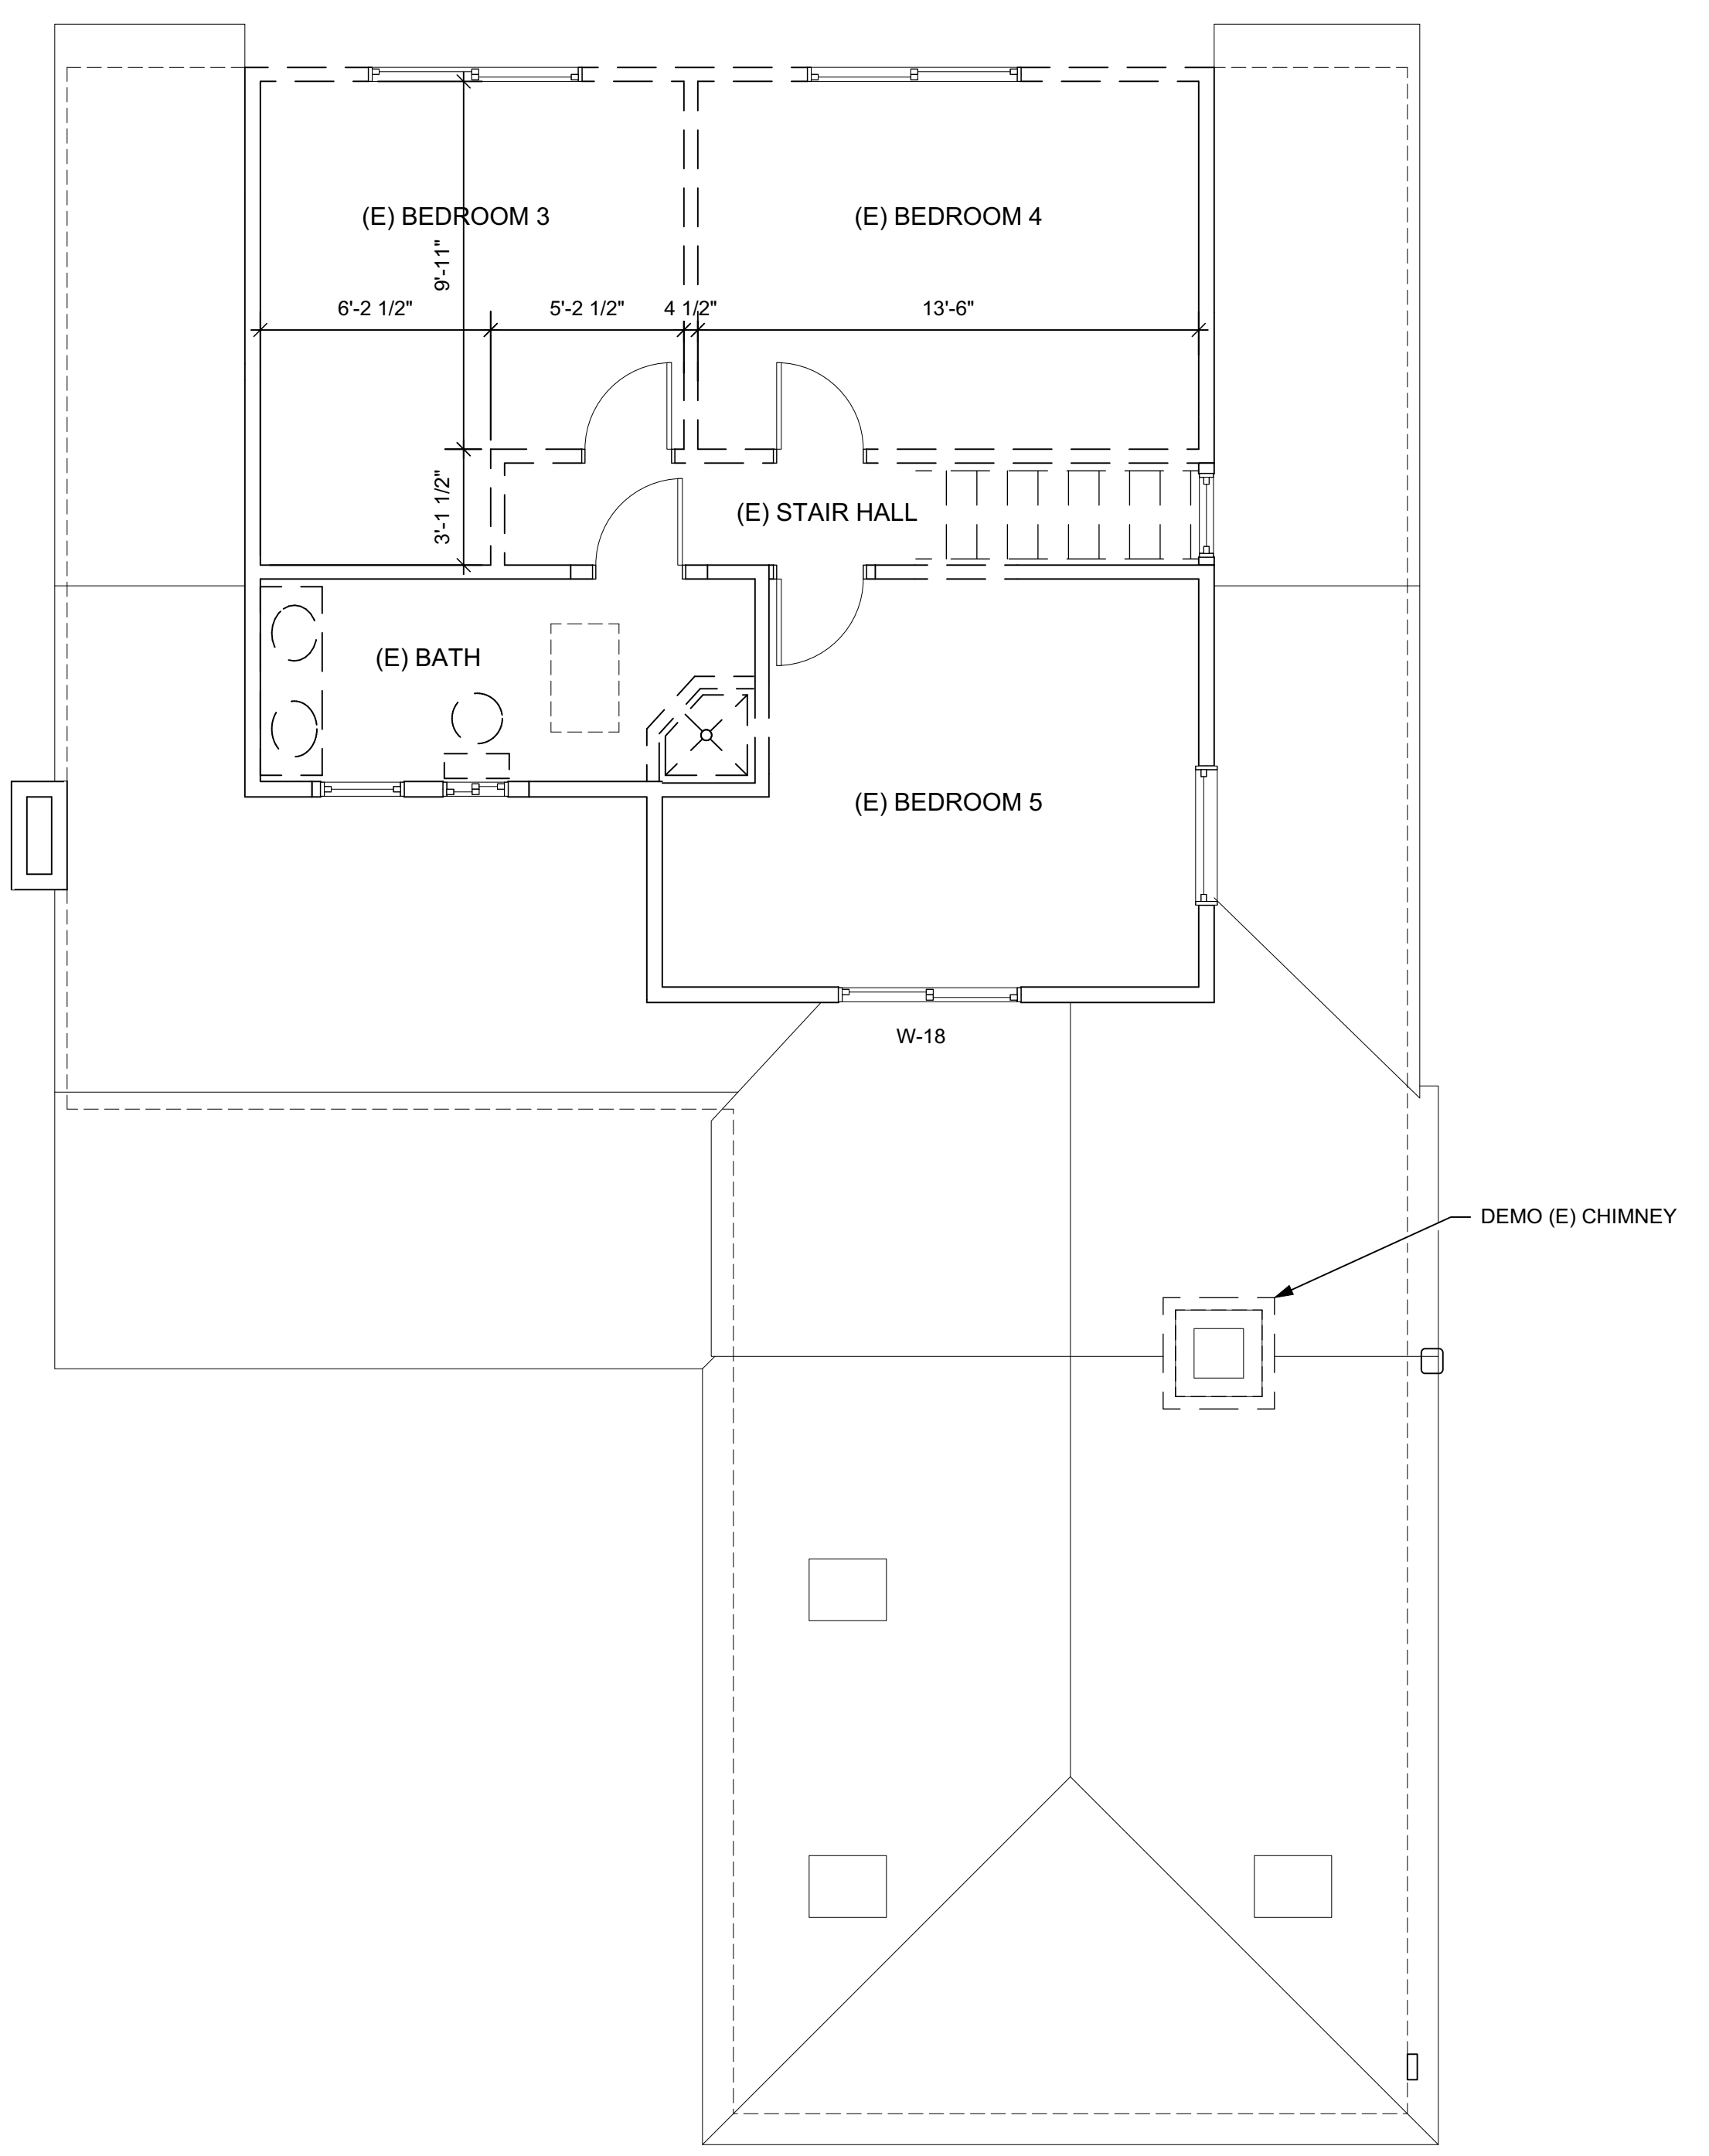 (E) BEDROOM 3
(E) BEDROOM 4
9'-11"
6'-2 1/2"
5'-2 1/2"
4 1/2"
13'-6"
3'-1 1/2"
(E) STAIR HALL
(E) BATH
(E) BEDROOM 5
W-18
DEMO (E) CHIMNEY